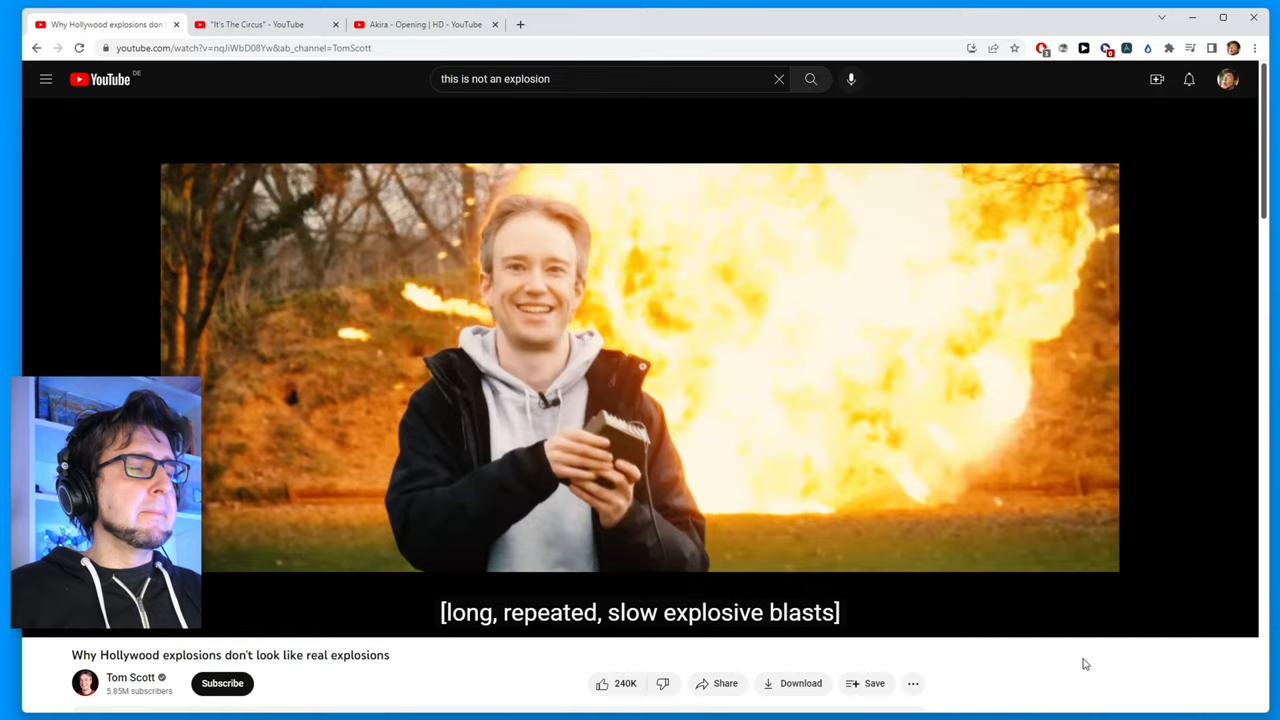 Why Hollywood explosions don'
"It's The Circus" - YouTube
Akira - Opening | HD - YouTube
youtube.com/watch?v=nqJiWbD08Yw&ab_channel=TomScott
YouTube DE
this is not an explosion
[long, repeated, slow explosive blasts]
Why Hollywood explosions don't look like real explosions
Tom Scott
5.85M subscribers
Subscribe
240K
Share
Download
Save